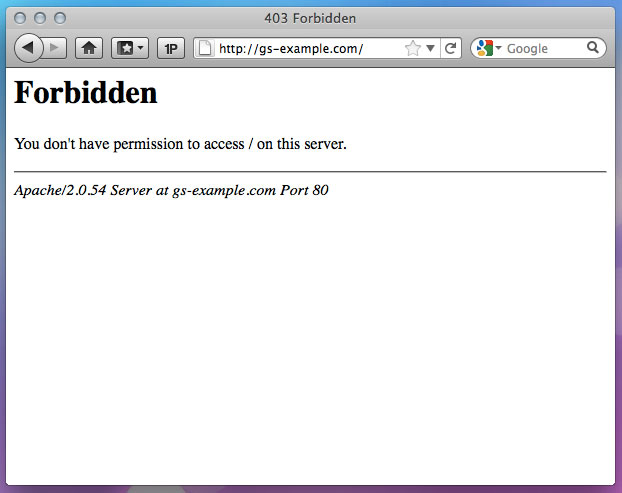 403 Forbidden
1P
http://gs-example.com/
Google
Forbidden
You don't have permission to access / on this server.
Apache/2.0.54 Server at gs-example.com Port 80